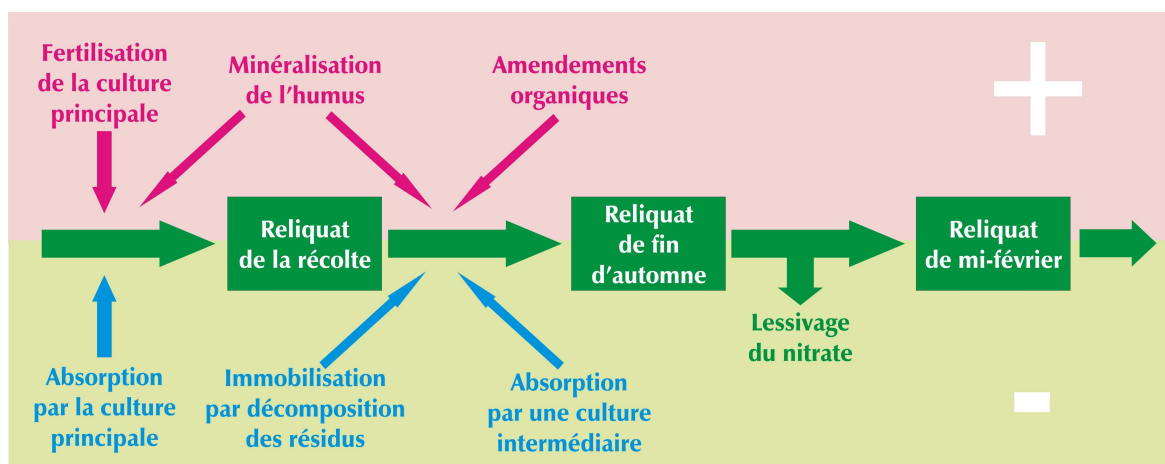 Fertilisation
de la culture
principale
Minéralisation
de l'humus
Amendements
organiques
+
Reliquat
de la récolte
Reliquat
de fin
d'automne
Reliquat
de mi-février
Lessivage
du nitrate
Absorption
par la culture
principale
Immobilisation
par décomposition
des résidus
Absorption
par une culture
intermédiaire
-